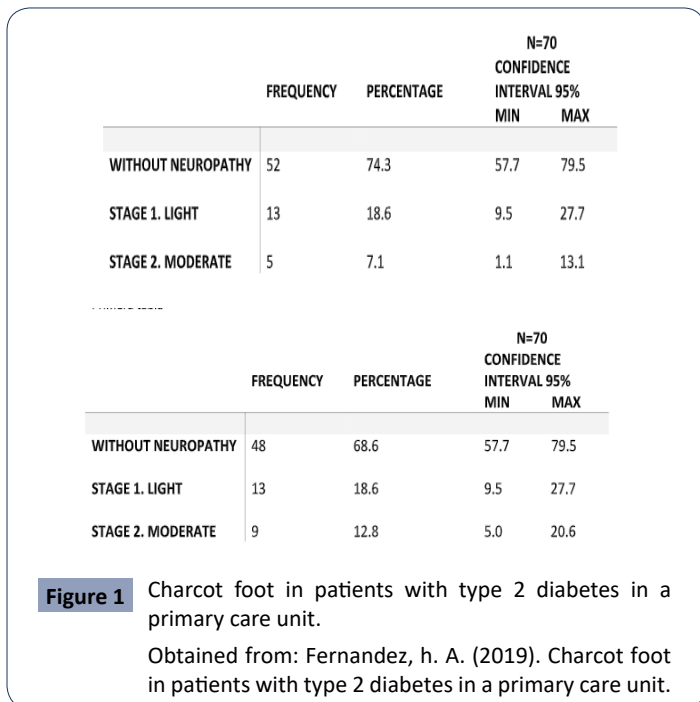 N=70
CONFIDENCE
FREQUENCY PERCENTAGE INTERVAL 95%
MIN MAX
WITHOUT NEUROPATHY 52 74.3 57.7 79.5
STAGE 1. LIGHT 13 18.6 9.5 27.7
STAGE 2. MODERATE 5 7.1 1.1 13.1
N=70
CONFIDENCE
FREQUENCY PERCENTAGE INTERVAL 95%
MIN MAX
WITHOUT NEUROPATHY 48 68.6 57.7 79.5
STAGE 1. LIGHT 13 18.6 9.5 27.7
STAGE 2. MODERATE 9 12.8 5.0 20.6
Figure 1 Charcot foot in patients with type 2 diabetes in a
primary care unit.
Obtained from: Fernandez, h. A. (2019). Charcot foot
in patients with type 2 diabetes in a primary care unit.